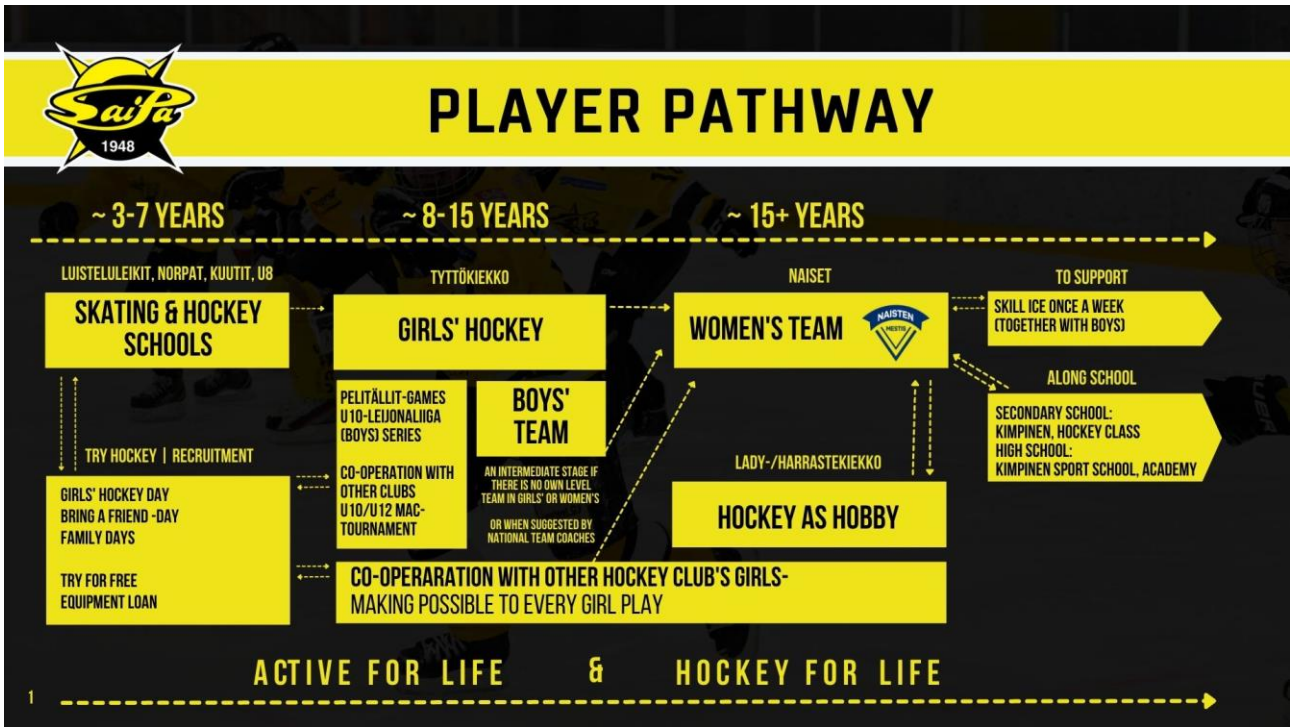 SaiPa
1948
PLAYER PATHWAY
~ 3-7 YEARS
~ 8-15 YEARS
~ 15+ YEARS
LUISTELULEIKIT, NORPAT, KUUTIT, U8
SKATING & HOCKEY
SCHOOLS
TYTTÖKIEKKO
GIRLS' HOCKEY
NAISET
WOMEN'S TEAM
NAISTEN
MESTIS
TO SUPPORT
SKILL ICE ONCE A WEEK
(TOGETHER WITH BOYS)
ALONG SCHOOL
SECONDARY SCHOOL:
KIMPINEN, HOCKEY CLASS
HIGH SCHOOL:
KIMPINEN SPORT SCHOOL, ACADEMY
PELITÄLLIT-GAMES
U10-LEIJONALIIGA
(BOYS) SERIES
CO-OPERATION WITH
OTHER CLUBS
U10/U12 MAC-
TOURNAMENT
BOYS'
TEAM
AN INTERMEDIATE STAGE IF
THERE IS NO OWN LEVEL
TEAM IN GIRLS' OR WOMEN'S
OR WHEN SUGGESTED BY
NATIONAL TEAM COACHES
LADY-/HARRASTEKIEKKO
HOCKEY AS HOBBY
TRY HOCKEY | RECRUITMENT
GIRLS' HOCKEY DAY
BRING A FRIEND -DAY
FAMILY DAYS
TRY FOR FREE
EQUIPMENT LOAN
CO-OPERARATION WITH OTHER HOCKEY CLUB'S GIRLS-
MAKING POSSIBLE TO EVERY GIRL PLAY
ACTIVE FOR LIFE & HOCKEY FOR LIFE
1